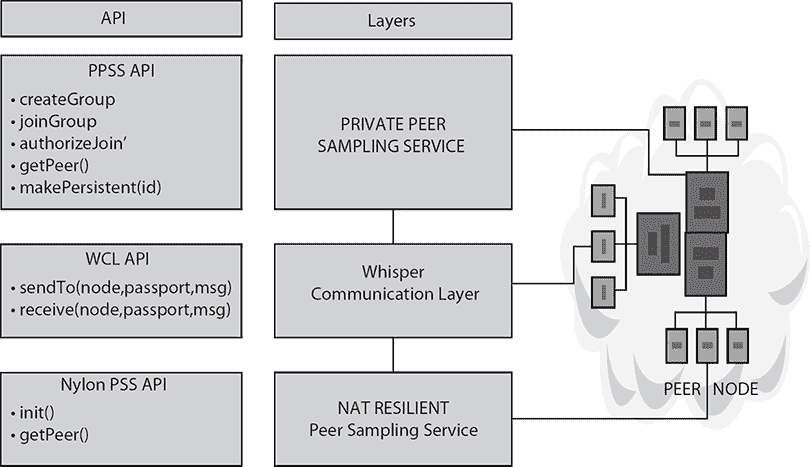 API
Layers
PPSS API
• createGroup
• joinGroup
• authorizeJoin’
• getPeer()
• makePersistent(id)
PRIVATE PEER
SAMPLING SERVICE
WCL API
• sendTo(node,passport,msg)
• receive(node,passport,msg)
Whisper
Communication Layer
Nylon PSS API
• init()
• getPeer()
NAT RESILIENT
Peer Sampling Service
PEER NODE